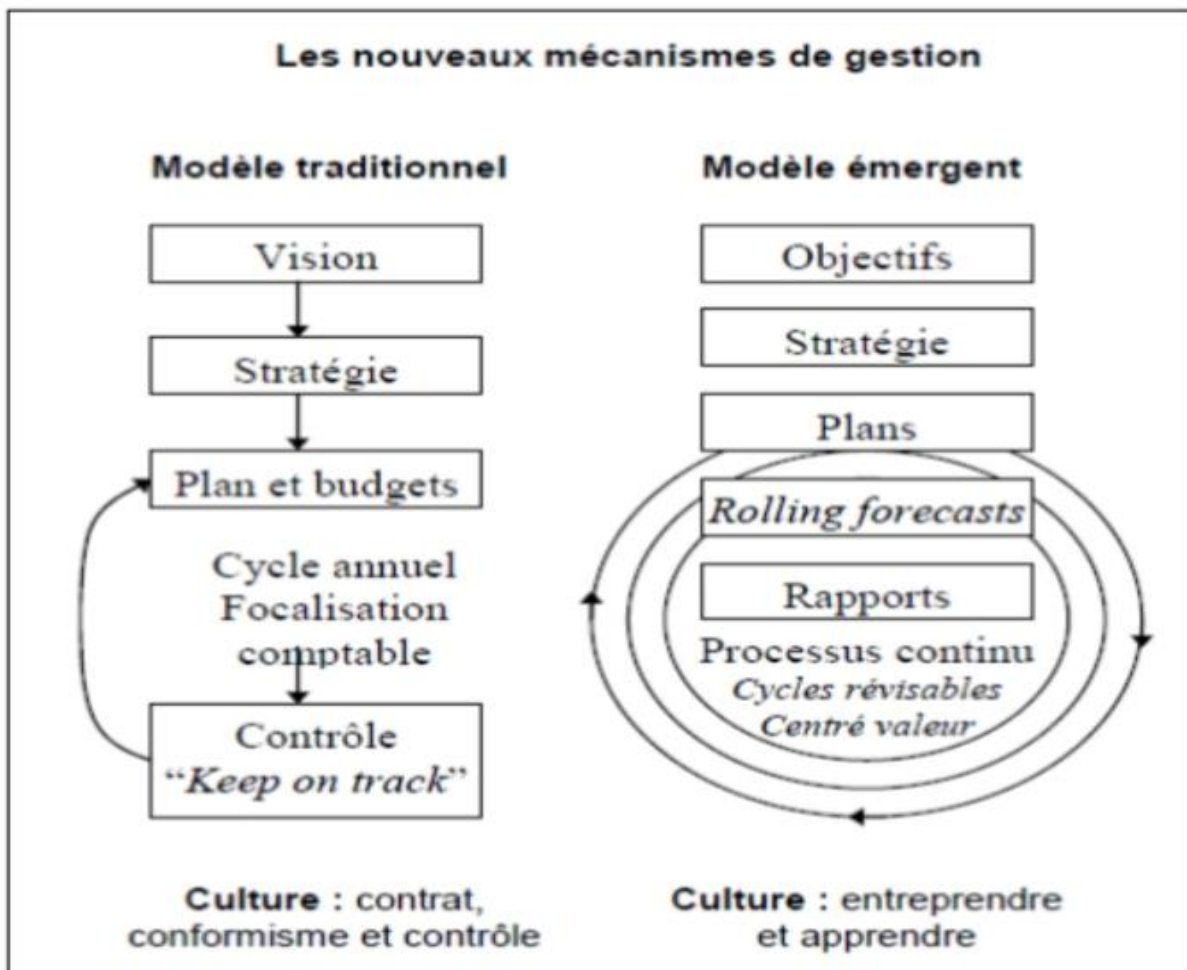 Les nouveaux mécanismes de gestion
Modèle traditionnel
Vision
Stratégie
Plan et budgets
Cycle annuel
Focalisation
comptable
Contrôle
“Keep on track”
Culture : contrat,
conformisme et contrôle
Modèle émergent
Objectifs
Stratégie
Plans
Rolling forecasts
Rapports
Processus continu
Cycles révisables
Centré valeur
Culture : entreprendre
et apprendre